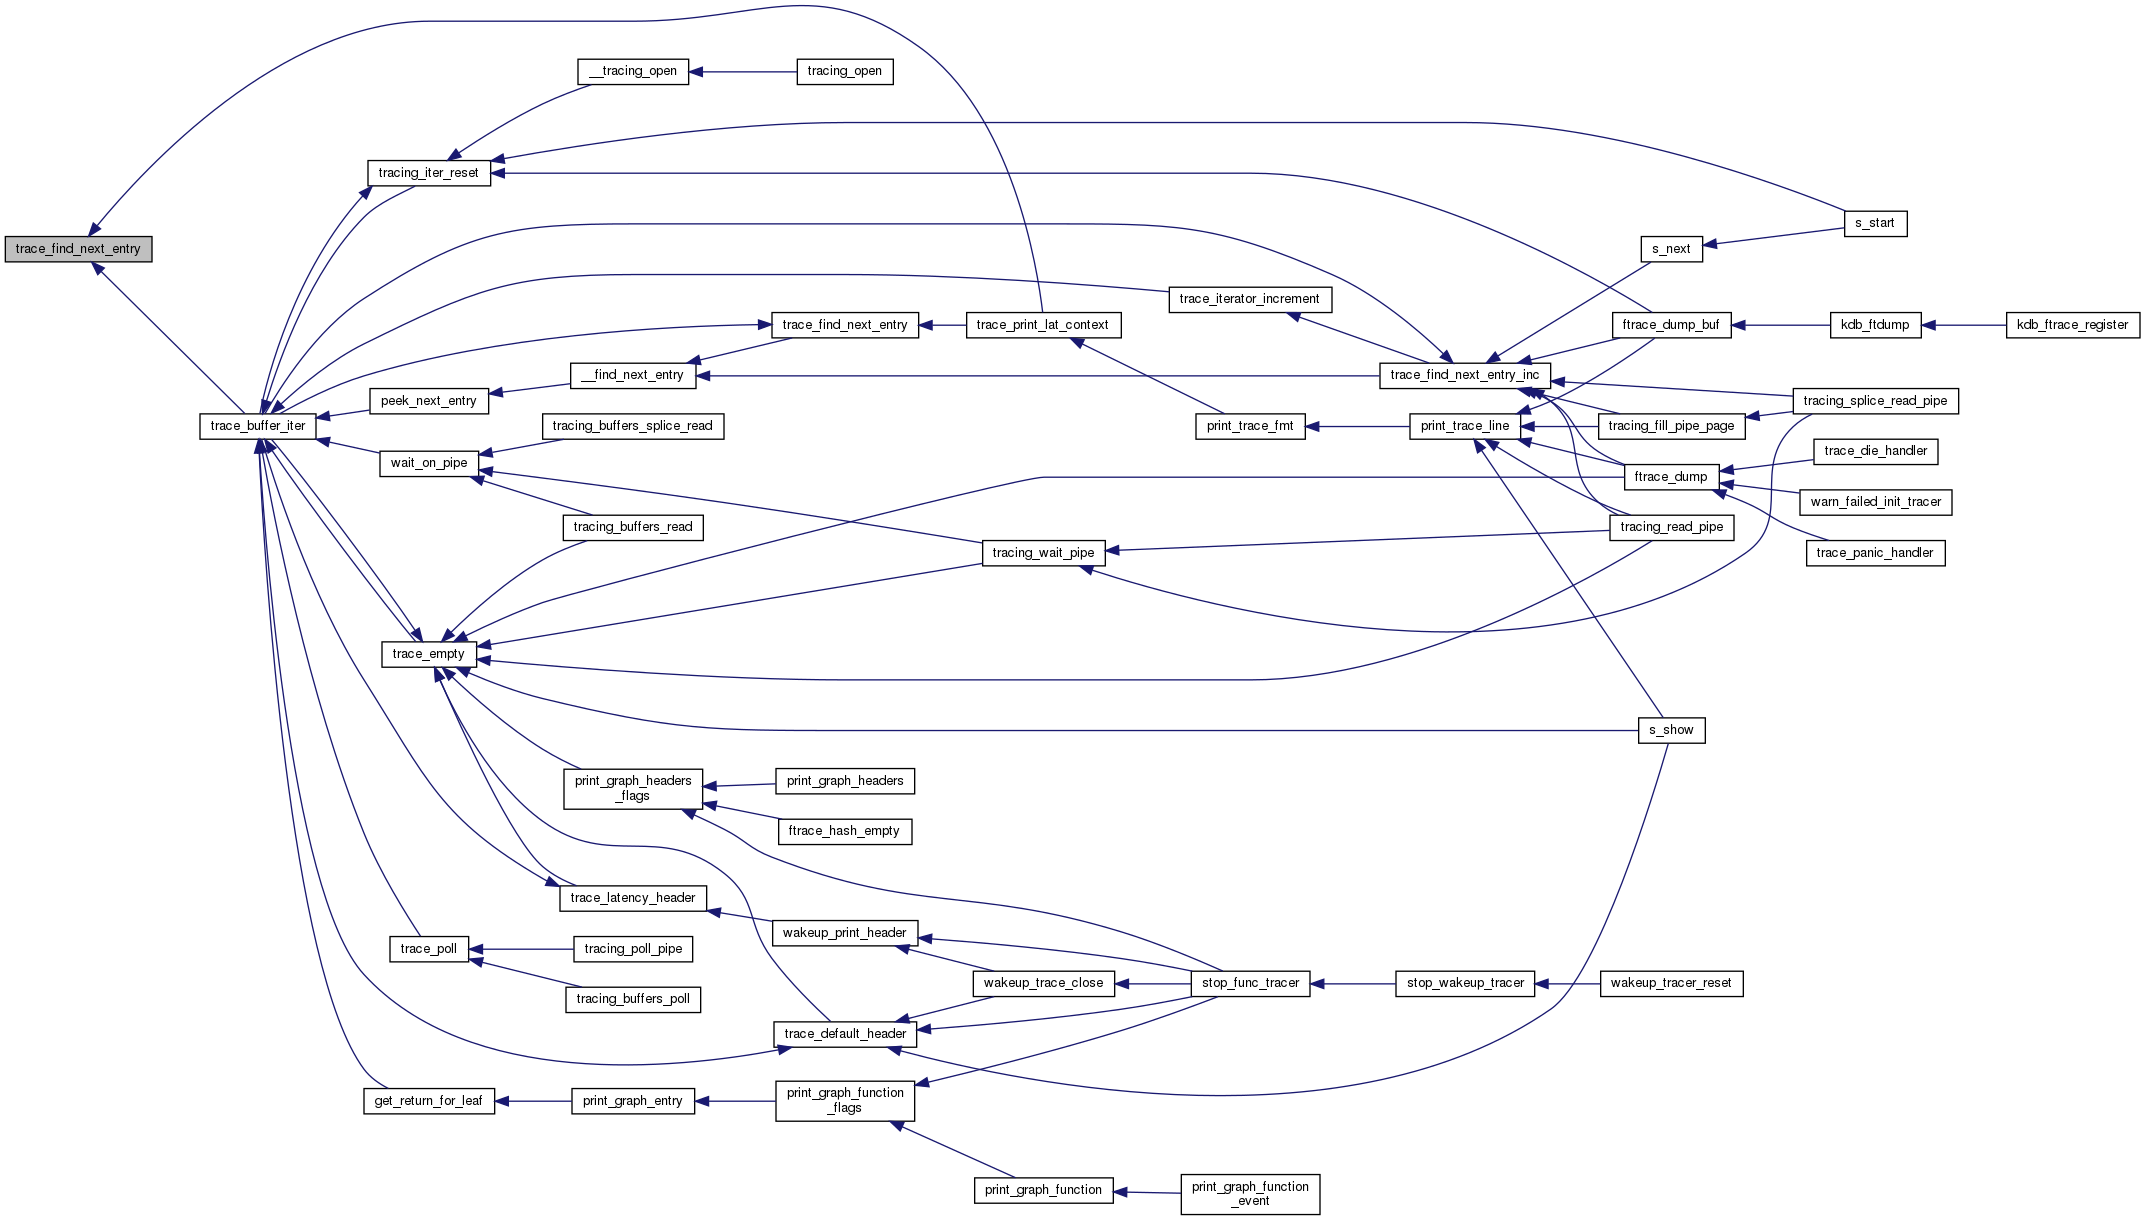 __tracing_open
tracing_open
tracing_iter_reset
s_start
trace_find_next_entry
s_next
trace_iterator_increment
trace_find_next_entry
trace_print_lat_context
ftrace_dump_buf
kdb_ftdump
kdb_ftrace_register
__find_next_entry
trace_find_next_entry_inc
peek_next_entry
tracing_splice_read_pipe
trace_buffer_iter
tracing_buffers_splice_read
print_trace_fmt
print_trace_line
tracing_fill_pipe_page
wait_on_pipe
trace_die_handler
ftrace_dump
warn_failed_init_tracer
tracing_buffers_read
tracing_read_pipe
tracing_wait_pipe
trace_panic_handler
trace_empty
s_show
print_graph_headers
_flags
print_graph_headers
ftrace_hash_empty
trace_latency_header
wakeup_print_header
trace_poll
tracing_poll_pipe
tracing_buffers_poll
wakeup_trace_close
stop_func_tracer
stop_wakeup_tracer
wakeup_tracer_reset
trace_default_header
get_return_for_leaf
print_graph_entry
print_graph_function
_flags
print_graph_function
print_graph_function
_event